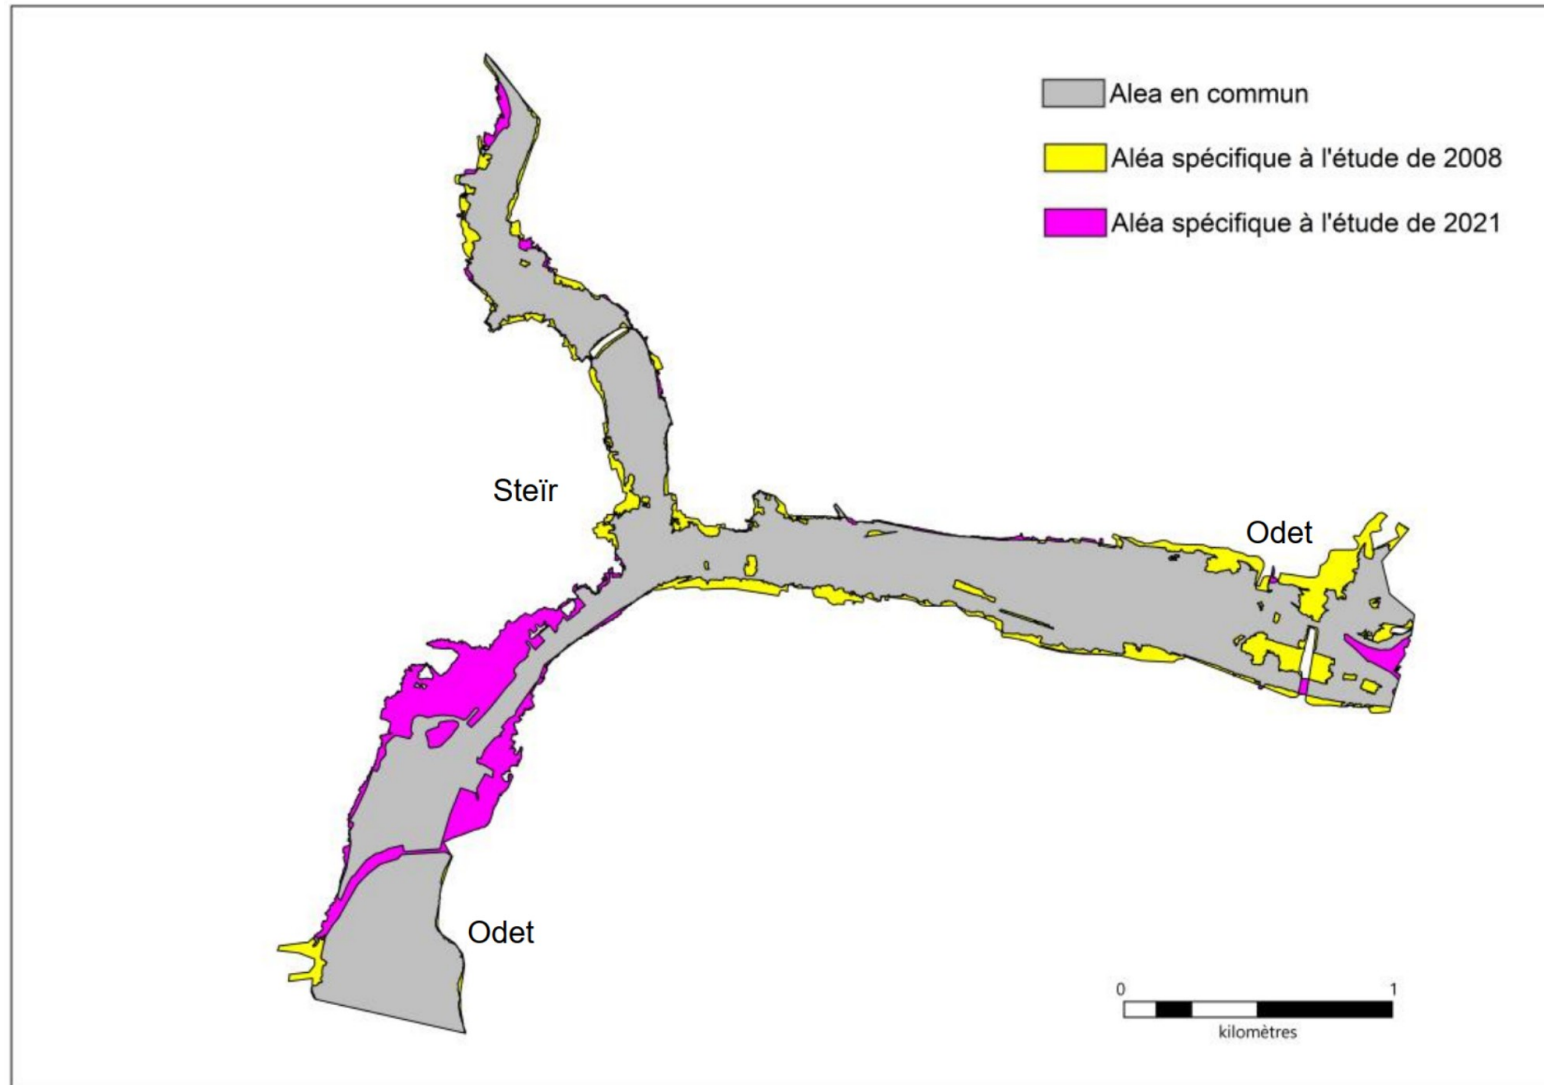 Alea en commun
Aléa spécifique à l'étude de 2008
Aléa spécifique à l'étude de 2021
Steïr
Odet
Odet
0 1
kilomètres